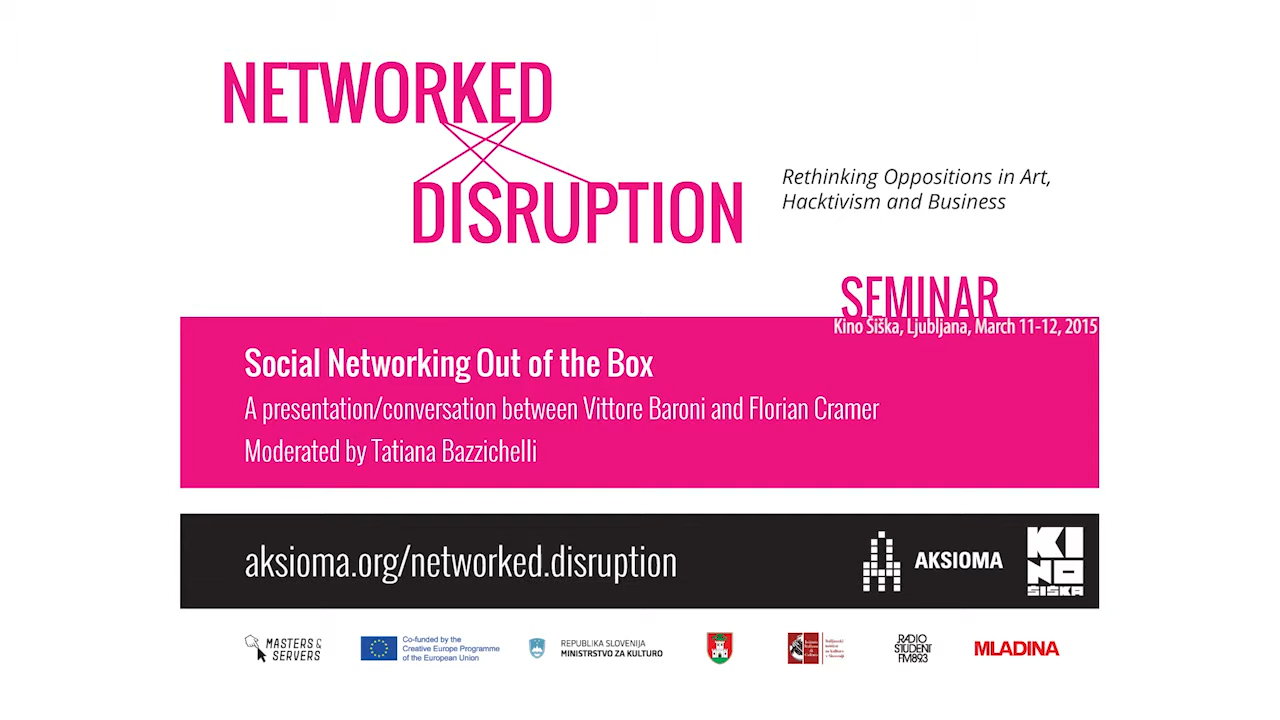 NETWORKED
DISRUPTION
Rethinking Oppositions in Art,
Hacktivism and Business
SEMINAR
Kino Šiška, Ljubljana, March 11-12, 2015
Social Networking Out of the Box
A presentation/conversation between Vittore Baroni and Florian Cramer
Moderated by Tatiana Bazzichelli
aksioma.org/networked.disruption
AKSIOMA
KI
NO
ŠIŠKA
MASTERS &
SERVERS
Co-funded by the
Creative Europe Programme
of the European Union
REPUBLIKA SLOVENIJA
MINISTRSTVO ZA KULTURO
RADIO
STUDENT
FM89.3
MLADINA